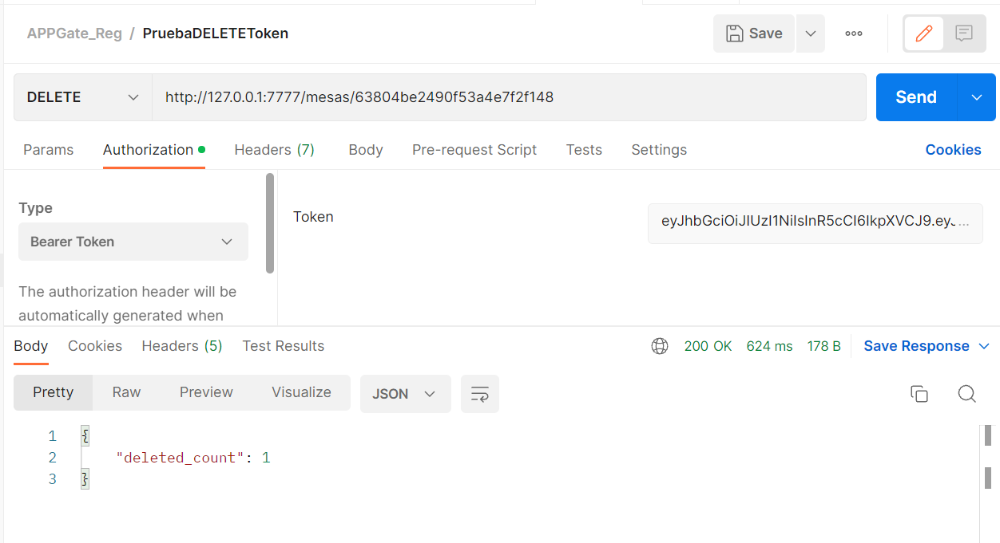 APPGate_Reg / PruebaDELETEToken
Save
DELETE
http://127.0.0.1:7777/mesas/63804be2490f53a4e7f2f148
Send
Params Authorization Headers (7) Body Pre-request Script Tests Settings Cookies
Type
Bearer Token
The authorization header will be
automatically generated when
Token
eyJhbGciOiJIUzI1NiIsInR5cCI6IkpXVCJ9.ey...
Body Cookies Headers (5) Test Results
200 OK 624 ms 178 B Save Response
Pretty Raw Preview Visualize JSON
1 {
2 "deleted_count": 1
3 }